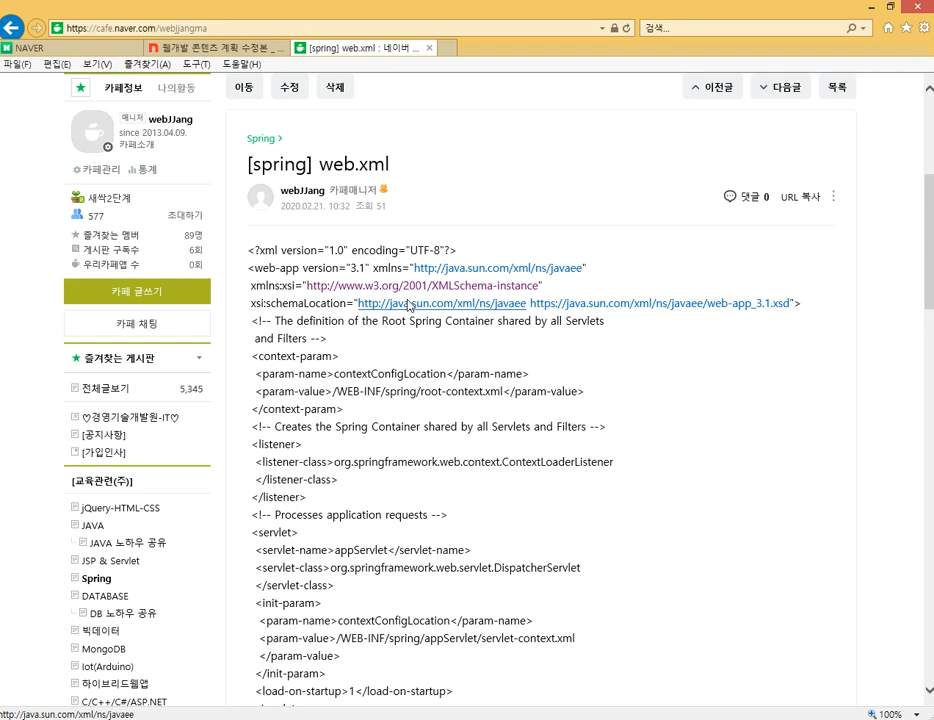 https://cafe.naver.com/webjjangma
검색...
NAVER
웹개발 콘텐츠 계획 수정본 _ ...
[spring] web.xml : 네이버 ...
파일(F) 편집(E) 보기(V) 즐겨찾기(A) 도구(T) 도움말(H)
카페정보 나의활동
매니저 webJJang
since 2013.04.09.
카페소개
카페관리 통계
새싹2단계
577 초대하기
즐겨찾는 멤버 89명
게시판 구독수 6회
우리카페앱 수 0회
카페 글쓰기
카페 채팅
즐겨찾는 게시판
전체글보기 5,345
♡경영기술개발원-IT♡
[공지사항]
[가입인사]
[교육관련(주)]
jQuery-HTML-CSS
JAVA
JAVA 노하우 공유
JSP & Servlet
Spring
DATABASE
DB 노하우 공유
빅데이터
MongoDB
Iot(Arduino)
하이브리드웹앱
C/C++/C#/ASP.NET
이동 수정 삭제 이전글 다음글 목록
Spring >
[spring] web.xml
webJJang 카페매니저
2020.02.21. 10:32 조회 51
댓글 0 URL 복사
<?xml version="1.0" encoding="UTF-8"?>
<web-app version="3.1" xmlns="http://java.sun.com/xml/ns/javaee"
xmlns:xsi="http://www.w3.org/2001/XMLSchema-instance"
xsi:schemaLocation="http://java.sun.com/xml/ns/javaee https://java.sun.com/xml/ns/javaee/web-app_3.1.xsd">
<!-- The definition of the Root Spring Container shared by all Servlets
and Filters -->
<context-param>
<param-name>contextConfigLocation</param-name>
<param-value>/WEB-INF/spring/root-context.xml</param-value>
</context-param>
<!-- Creates the Spring Container shared by all Servlets and Filters -->
<listener>
<listener-class>org.springframework.web.context.ContextLoaderListener
</listener-class>
</listener>
<!-- Processes application requests -->
<servlet>
<servlet-name>appServlet</servlet-name>
<servlet-class>org.springframework.web.servlet.DispatcherServlet
</servlet-class>
<init-param>
<param-name>contextConfigLocation</param-name>
<param-value>/WEB-INF/spring/appServlet/servlet-context.xml
</param-value>
</init-param>
<load-on-startup>1</load-on-startup>
http://java.sun.com/xml/ns/javaee
100%